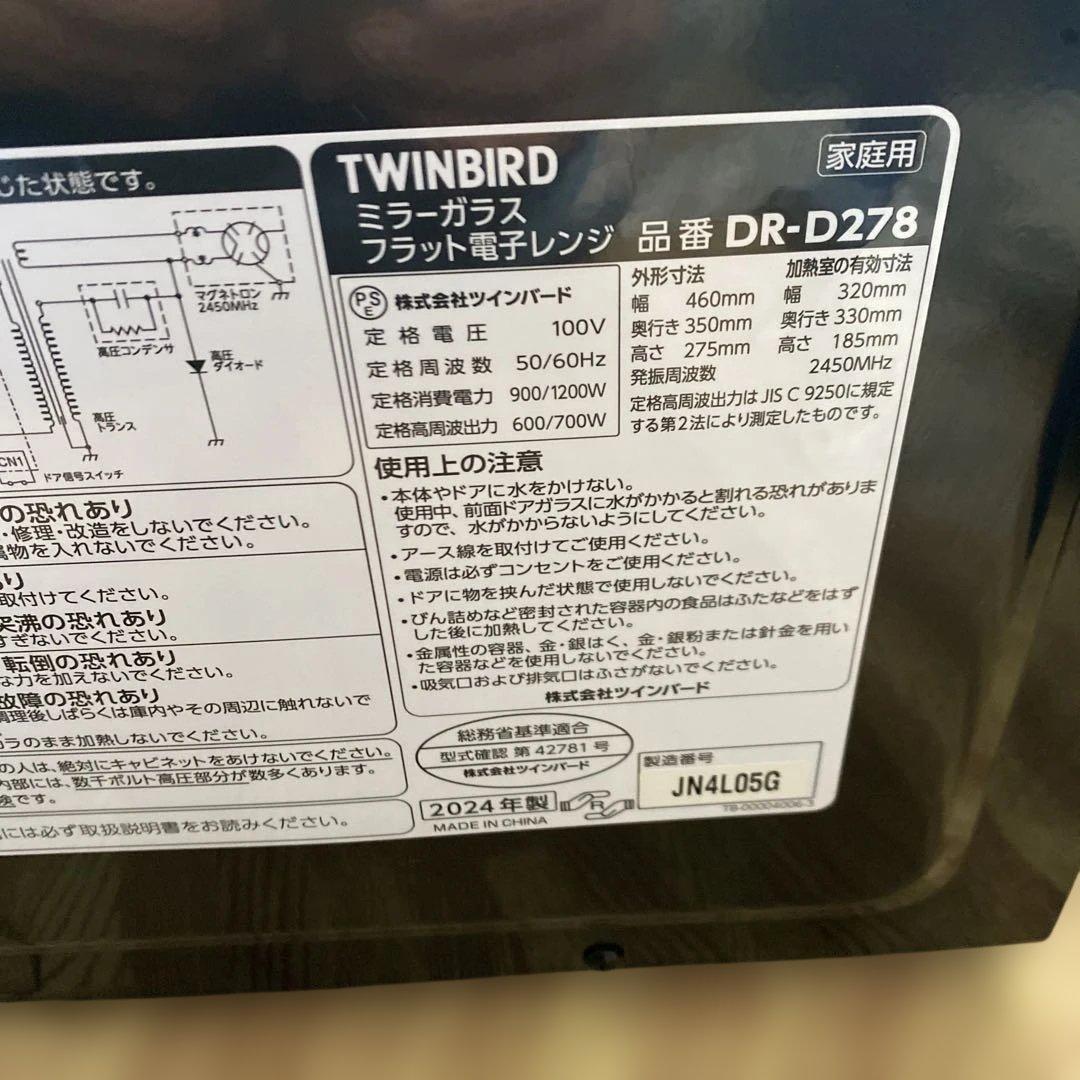 じた状態です。
マグネトロン
2450MHz
高圧コンデンサ
高圧
ダイオード
高圧
トランス
CN1
ドア信号スイッチ
の恐れあり
・修理・改造をしないでください。
物を入れないでください。
り
取付けてください。
突沸の恐れあり
すぎないでください。
転倒の恐れあり
な力を加えないでください。
故障の恐れあり
調理後しばらくは庫内やその周辺に触れないで
のまま加熱しないでください。
の人は、絶対にキャビネットをあけないでください。
内部には、数千ボルト高圧部分が数多くあります。
険です。
には必ず取扱説明書をお読みください。
TWINBIRD
家庭用
ミラーガラス
フラット電子レンジ 品番 DR-D278
PSE 株式会社ツインバード
定格電圧 100V
定格周波数 50/60Hz
定格消費電力 900/1200W
定格高周波出力 600/700W
外形寸法
幅 460mm
奥行き 350mm
高さ 275mm
加熱室の有効寸法
幅 320mm
奥行き 330mm
高さ 185mm
発振周波数 2450MHz
定格高周波出力はJIS C 9250に規定
する第2法により測定したものです。
使用上の注意
・本体やドアに水をかけない。
使用中、前面ドアガラスに水がかかると割れる恐れがありま
すので、水がかからないようにしてください。
・アース線を取付けてご使用ください。
・電源は必ずコンセントをご使用ください。
・ドアに物を挟んだ状態で使用しないでください。
・びん詰めなど密封された容器内の食品はふたなどをはず
した後に加熱してください。
・金属性の容器、金・銀はく、金・銀粉または針金を用い
た容器などを使用しないでください。
・吸気口および排気口はふさがないでください。
株式会社ツインバード
総務省基準適合
型式確認 第 42781 号
株式会社ツインバード
2024年製
R
MADE IN CHINA
製造番号
JN4L05G
TB-00004006-3